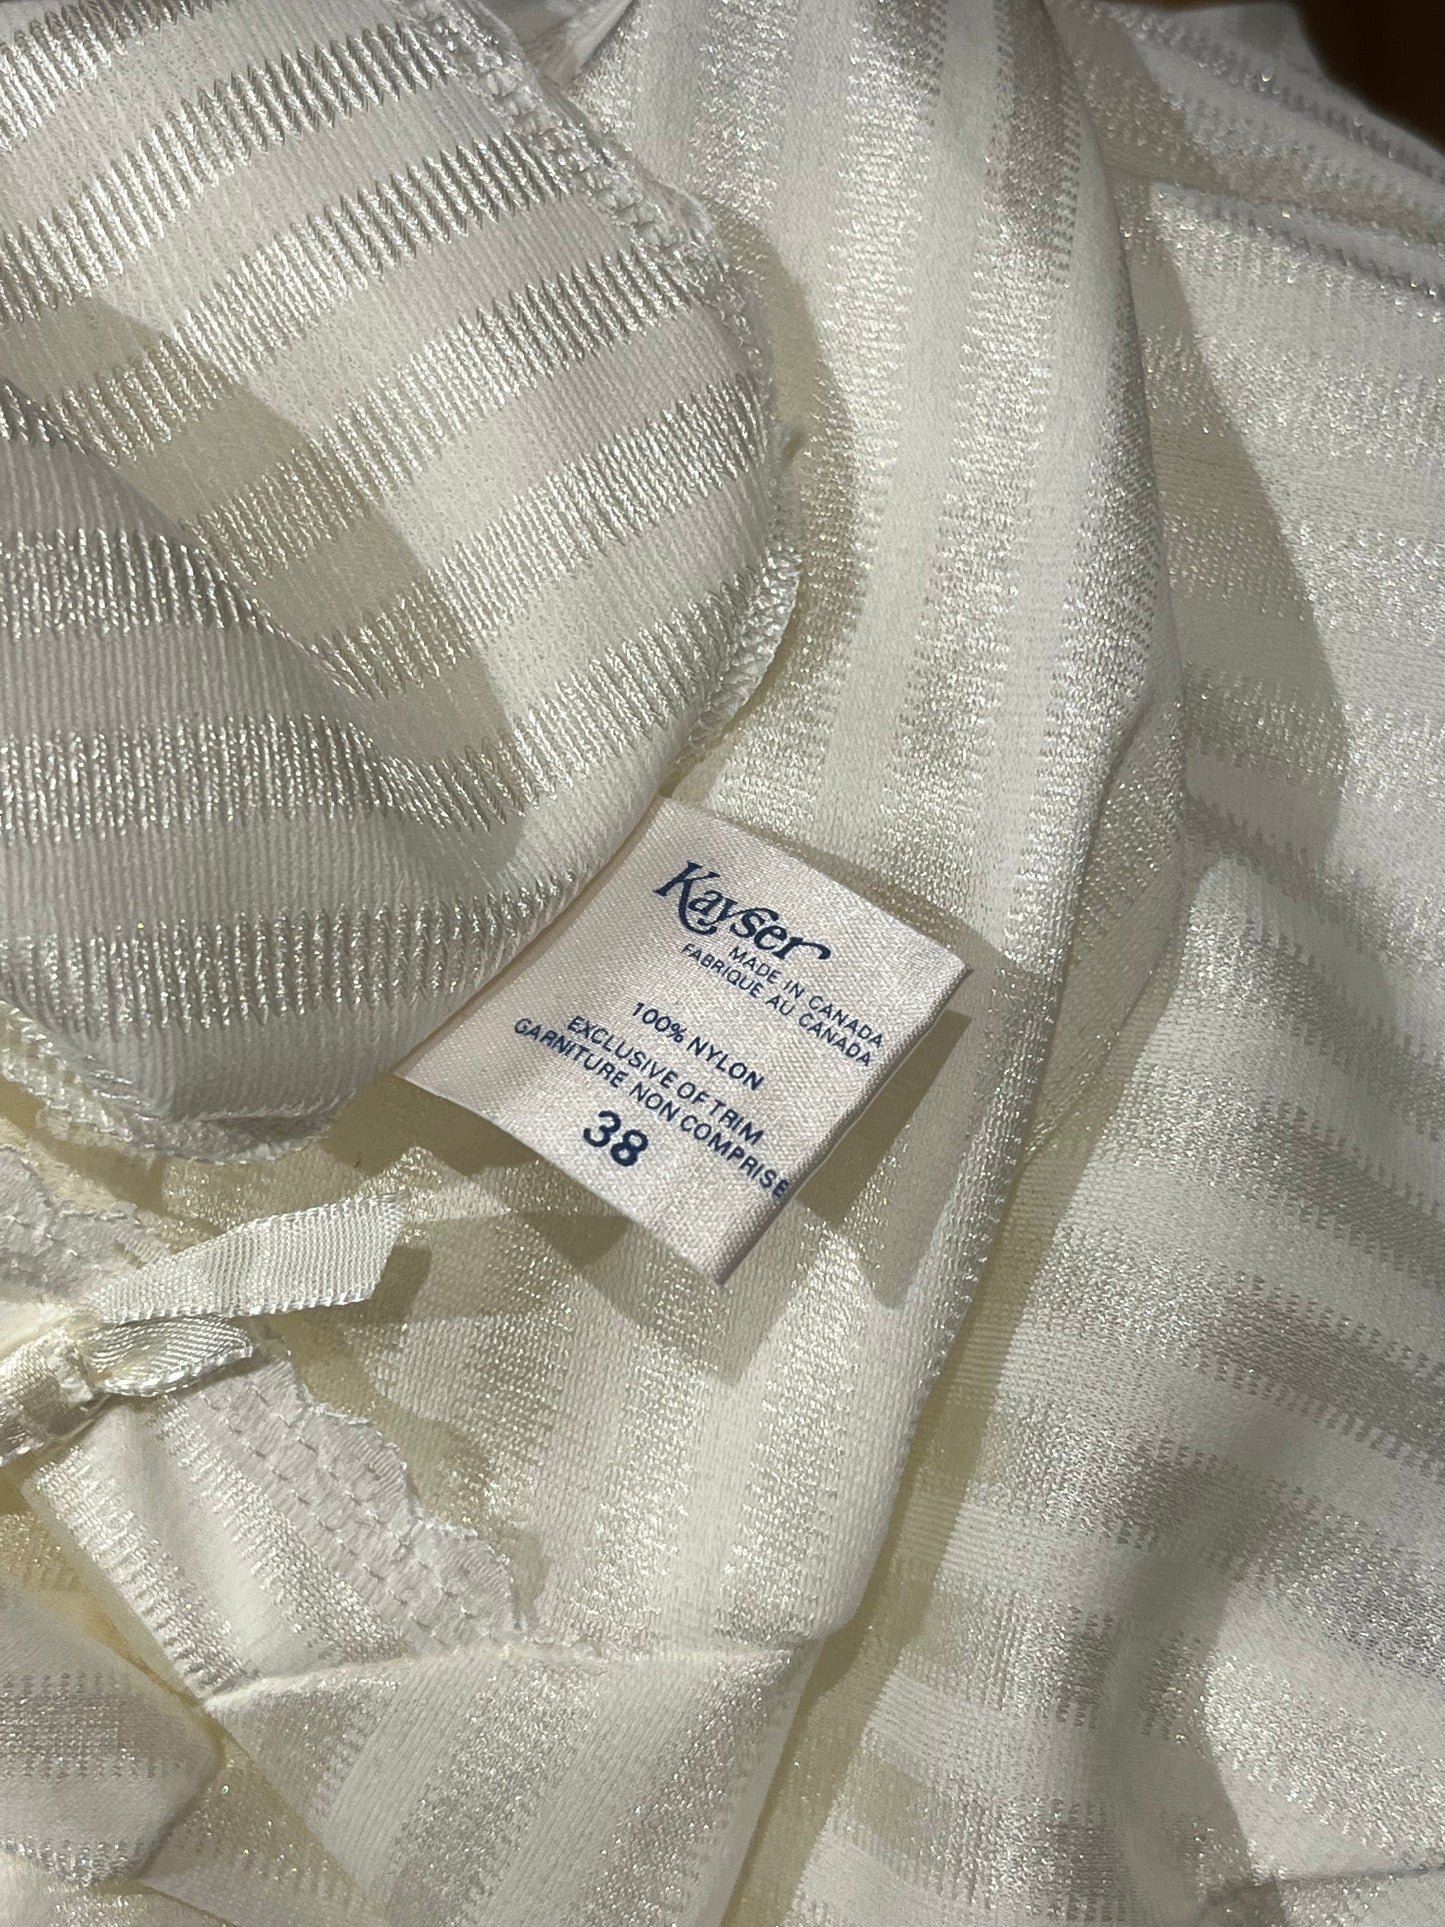 Kayser
MADE IN CANADA
FABRIQUE AU CANADA
100% NYLON
EXCLUSIVE OF TRIM
GARNITURE NON COMPRISE
38